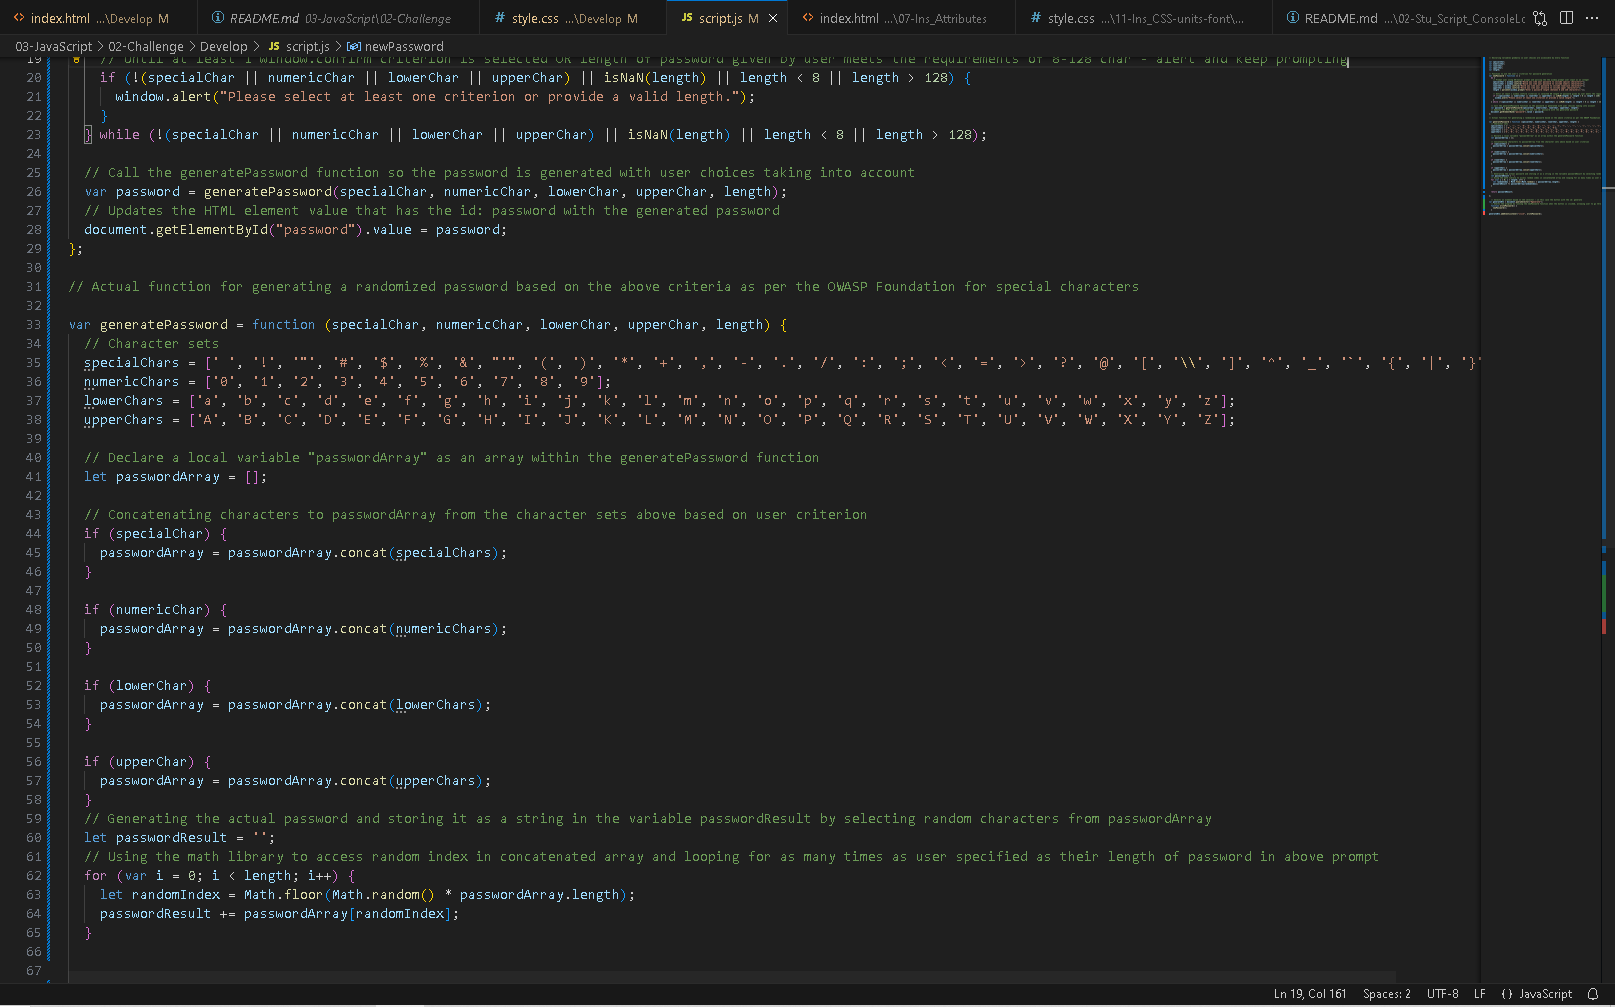 <> index.html ...\Develop M
README.md 03-JavaScript\02-Challenge
# style.css ...\Develop M
JS script.js M ×
<> index.html ...\07-Ins_Attributes
# style.css ...\11-Ins_CSS-units-font\...
README.md ...\02-Stu_Script_ConsoleLo
03-JavaScript > 02-Challenge > Develop > JS script.js > newPassword
19 // until at least 1 window.confirm criterion is selected OR length of password given by user meets the requirements of 8-128 char - alert and keep prompting
20 if (!(specialChar || numericChar || lowerChar || upperChar) || isNaN(length) || length < 8 || length > 128) {
21 window.alert("Please select at least one criterion or provide a valid length.");
22 }
23 } while (!(specialChar || numericChar || lowerChar || upperChar) || isNaN(length) || length < 8 || length > 128);
24
25 // Call the generatePassword function so the password is generated with user choices taking into account
26 var password = generatePassword(specialChar, numericChar, lowerChar, upperChar, length);
27 // Updates the HTML element value that has the id: password with the generated password
28 document.getElementById("password").value = password;
29 };
30
31 // Actual function for generating a randomized password based on the above criteria as per the OWASP Foundation for special characters
32
33 var generatePassword = function (specialChar, numericChar, lowerChar, upperChar, length) {
34 // Character sets
35 specialChars = [' ', '!', '"', '#', '$', '%', '&', "'", '(', ')', '*', '+', ',', '-', '.', '/', ':', ';', '<', '=', '>', '?', '@', '[', '\\', ']', '^', '_', '`', '{', '|', '}'
36 numericChars = ['0', '1', '2', '3', '4', '5', '6', '7', '8', '9'];
37 lowerChars = ['a', 'b', 'c', 'd', 'e', 'f', 'g', 'h', 'i', 'j', 'k', 'l', 'm', 'n', 'o', 'p', 'q', 'r', 's', 't', 'u', 'v', 'w', 'x', 'y', 'z'];
38 upperChars = ['A', 'B', 'C', 'D', 'E', 'F', 'G', 'H', 'I', 'J', 'K', 'L', 'M', 'N', 'O', 'P', 'Q', 'R', 'S', 'T', 'U', 'V', 'W', 'X', 'Y', 'Z'];
39
40 // Declare a local variable "passwordArray" as an array within the generatePassword function
41 let passwordArray = [];
42
43 // Concatenating characters to passwordArray from the character sets above based on user criterion
44 if (specialChar) {
45 passwordArray = passwordArray.concat(specialChars);
46 }
47
48 if (numericChar) {
49 passwordArray = passwordArray.concat(numericChars);
50 }
51
52 if (lowerChar) {
53 passwordArray = passwordArray.concat(lowerChars);
54 }
55
56 if (upperChar) {
57 passwordArray = passwordArray.concat(upperChars);
58 }
59 // Generating the actual password and storing it as a string in the variable passwordResult by selecting random characters from passwordArray
60 let passwordResult = '';
61 // Using the math library to access random index in concatenated array and looping for as many times as user specified as their length of password in above prompt
62 for (var i = 0; i < length; i++) {
63 let randomIndex = Math.floor(Math.random() * passwordArray.length);
64 passwordResult += passwordArray[randomIndex];
65 }
66
67
Ln 19, Col 161 Spaces: 2 UTF-8 LF {} JavaScript